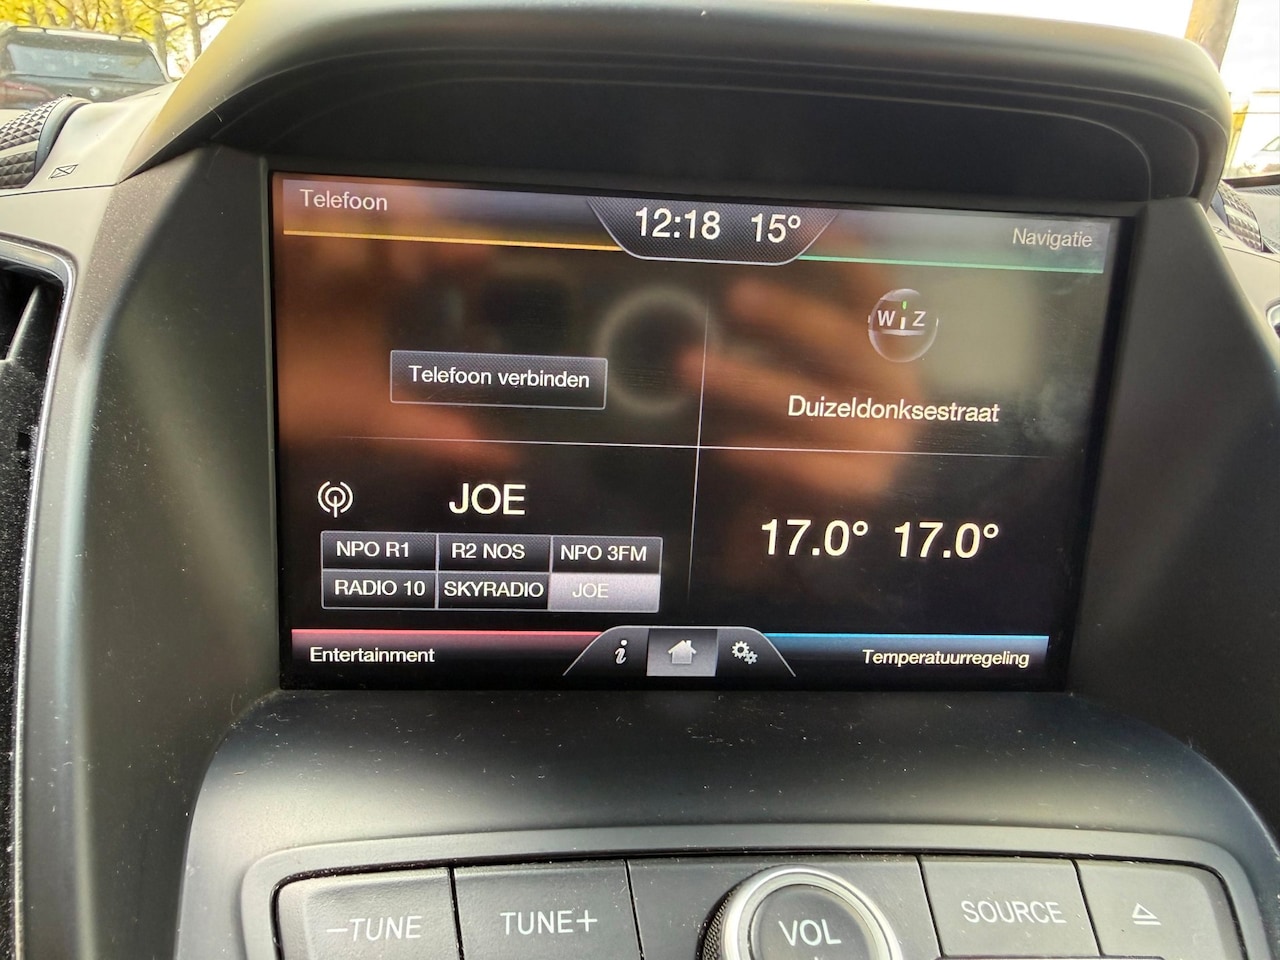 Telefoon
12:18 15°
Navigatie
W Z
Telefoon verbinden
Duizeldonksestraat
JOE
NPO R1 R2 NOS NPO 3FM
RADIO 10 SKYRADIO JOE
17.0° 17.0°
Entertainment
i
Temperatuurregeling
–TUNE TUNE+ VOL SOURCE